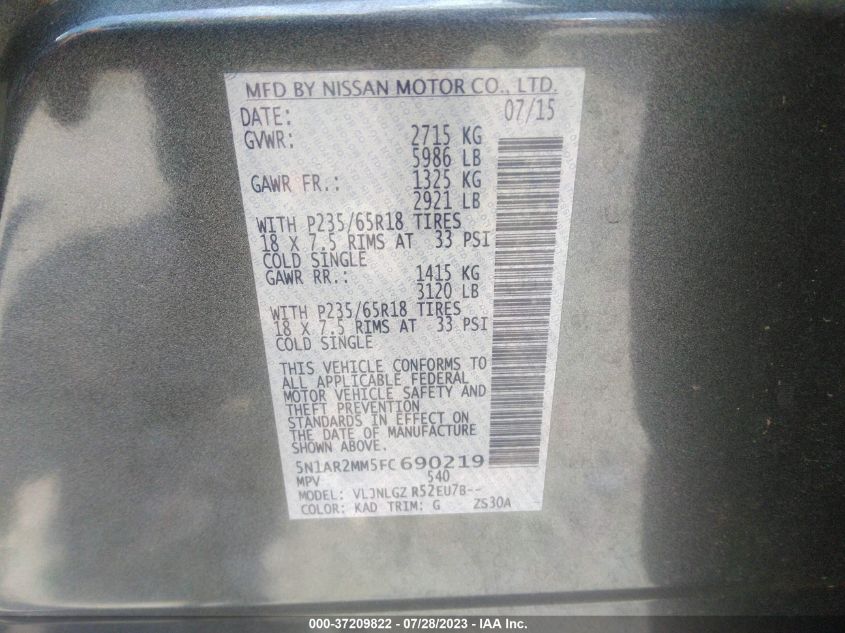 MFD BY NISSAN MOTOR CO., LTD.
DATE: 07/15
GVWR: 2715 KG
5986 LB
GAWR FR.: 1325 KG
2921 LB
WITH P235/65R18 TIRES
18 X 7.5 RIMS AT 33 PSI
COLD SINGLE
GAWR RR.: 1415 KG
3120 LB
WITH P235/65R18 TIRES
18 X 7.5 RIMS AT 33 PSI
COLD SINGLE
THIS VEHICLE CONFORMS TO
ALL APPLICABLE FEDERAL
MOTOR VEHICLE SAFETY AND
THEFT PREVENTION
STANDARDS IN EFFECT ON
THE DATE OF MANUFACTURE
SHOWN ABOVE.
5N1AR2MM5FC690219
MPV 540
MODEL: VLJNLGZ R52EU7B--
COLOR: KAD TRIM: G ZS30A
000-37209822 - 07/28/2023 - IAA Inc.